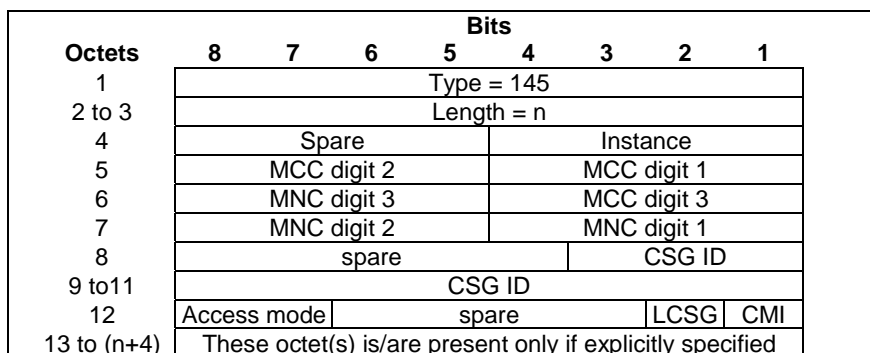 Bits
Octets 8 7 6 5 4 3 2 1
1 Type = 145
2 to 3 Length = n
4 Spare Instance
5 MCC digit 2 MCC digit 1
6 MNC digit 3 MCC digit 3
7 MNC digit 2 MNC digit 1
8 spare CSG ID
9 to11 CSG ID
12 Access mode spare LCSG CMI
13 to (n+4) These octet(s) is/are present only if explicitly specified